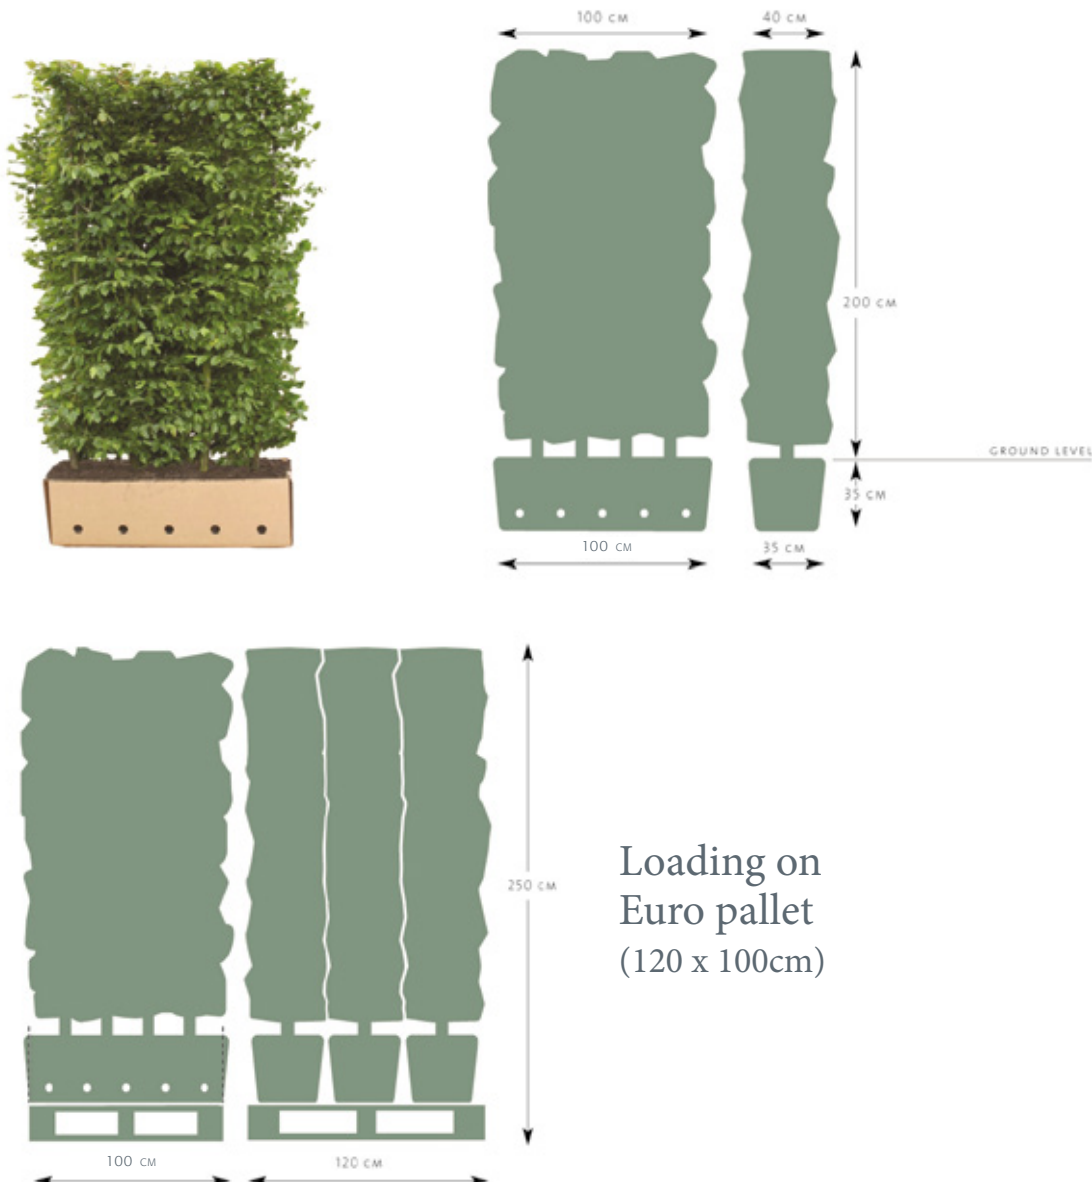 100 CM
40 CM
200 CM
GROUND LEVEL
35 CM
100 CM
35 CM
250 CM
Loading on
Euro pallet
(120 x 100cm)
100 CM
120 CM